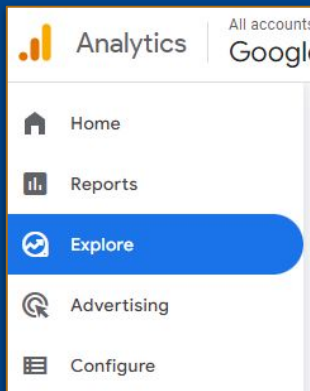 All accounts
Analytics
Googl
Home
Reports
Explore
Advertising
Configure